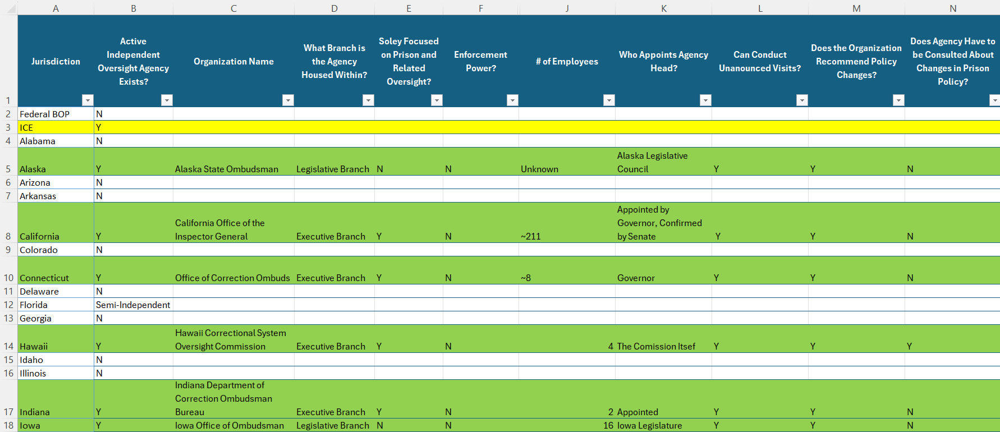 A B C D E F J K L M N
Jurisdiction
Active
Independent
Oversight Agency
Exists?
Organization Name
What Branch is
the Agency
Housed Within?
Soley Focused
on Prison and
Related
Oversight?
Enforcement
Power?
# of Employees
Who Appoints Agency
Head?
Can Conduct
Unanounced Visits?
Does the Organization
Recommend Policy
Changes?
Does Agency Have to
be Consulted About
Changes in Prison
Policy?
1
2 Federal BOP N
3 ICE Y
4 Alabama N
Alaska Legislative
5 Alaska Y Alaska State Ombudsman Legislative Branch N N Unknown Council Y Y N
6 Arizona N
7 Arkansas N
Appointed by
California Office of the Governor, Confirmed
8 California Y Inspector General Executive Branch Y N ~211 by Senate Y Y N
9 Colorado N
10 Connecticut Y Office of Correction Ombuds Executive Branch Y N ~8 Governor Y Y N
11 Delaware N
12 Florida Semi-Independent
13 Georgia N
Hawaii Correctional System
14 Hawaii Y Oversight Commission Executive Branch Y N 4 The Comission Itsef Y Y Y
15 Idaho N
16 Illinois N
Indiana Department of
Correction Ombudsman
17 Indiana Y Bureau Executive Branch Y N 2 Appointed Y Y N
18 Iowa Y Iowa Office of Ombudsman Legislative Branch N N 16 Iowa Legislature Y Y N